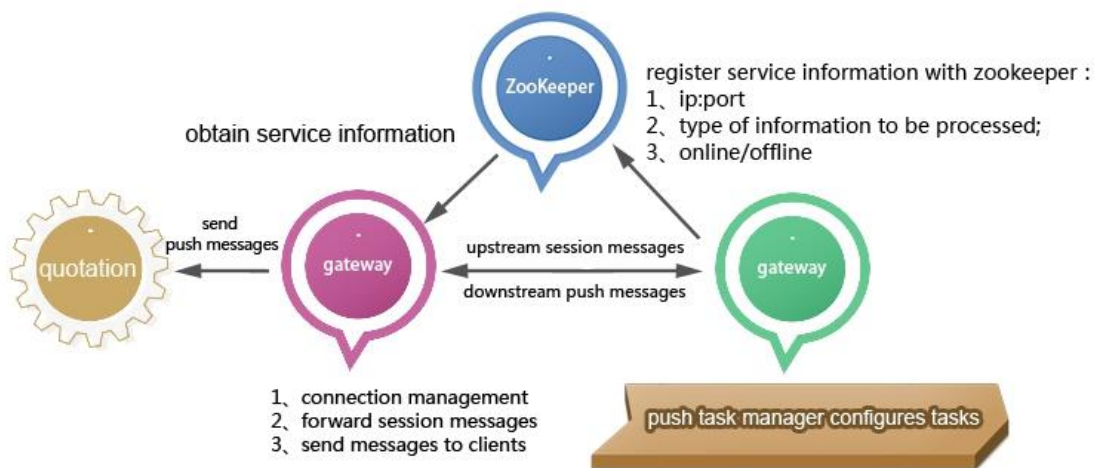 ZooKeeper
register service information with zookeeper :
1、ip:port
2、type of information to be processed;
3、online/offline
obtain service information
send
push messages
quotation
gateway
upstream session messages
downstream push messages
gateway
1、connection management
2、forward session messages
3、send messages to clients
push task manager configures tasks